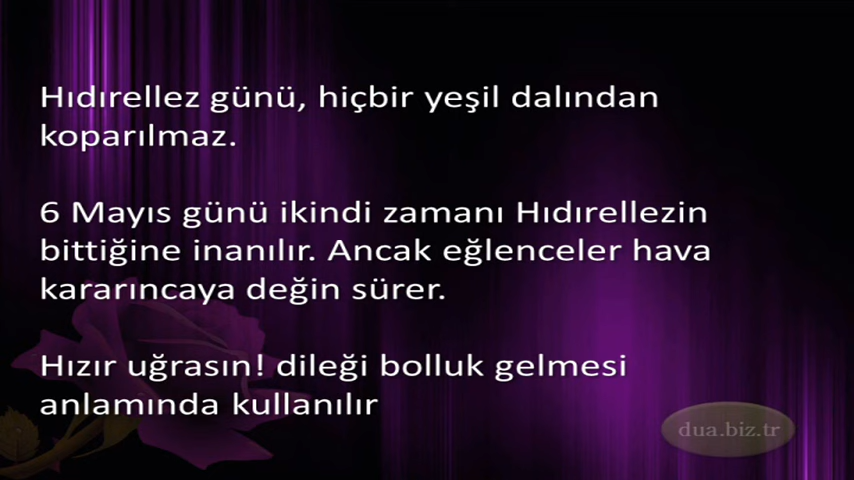 Hıdırellez günü, hiçbir yeşil dalından
koparılmaz.
6 Mayıs günü ikindi zamanı Hıdırellezin
bittiğine inanılır. Ancak eğlenceler hava
kararıncaya değin sürer.
Hızır uğrasın! dileği bolluk gelmesi
anlamında kullanılır
dua.biz.tr